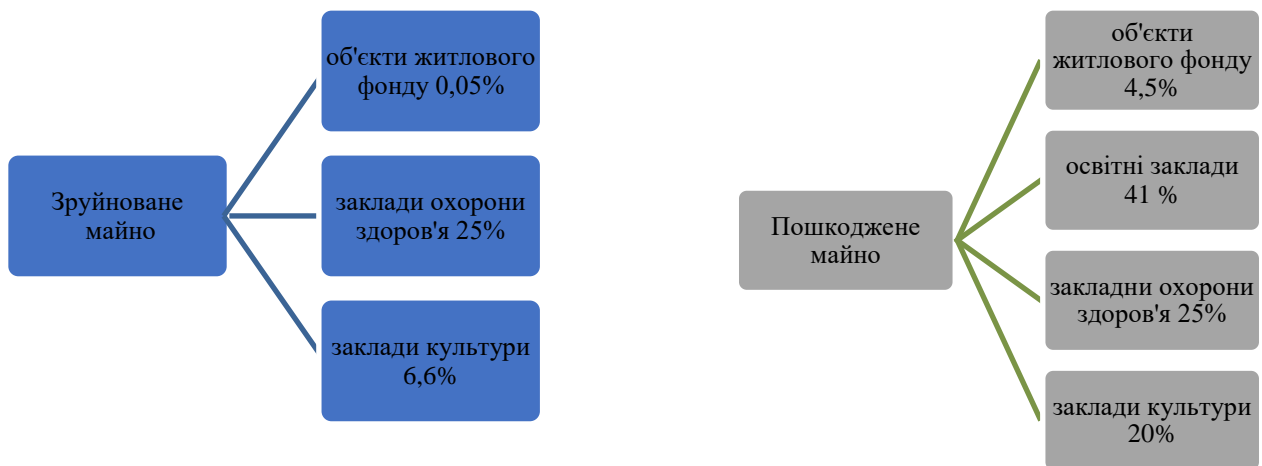 Зруйноване
майно
об'єкти житлового
фонду 0,05%
заклади охорони
здоров'я 25%
заклади культури
6,6%
Пошкоджене
майно
об'єкти
житлового фонду
4,5%
освітні заклади
41 %
закладни охорони
здоров'я 25%
заклади культури
20%